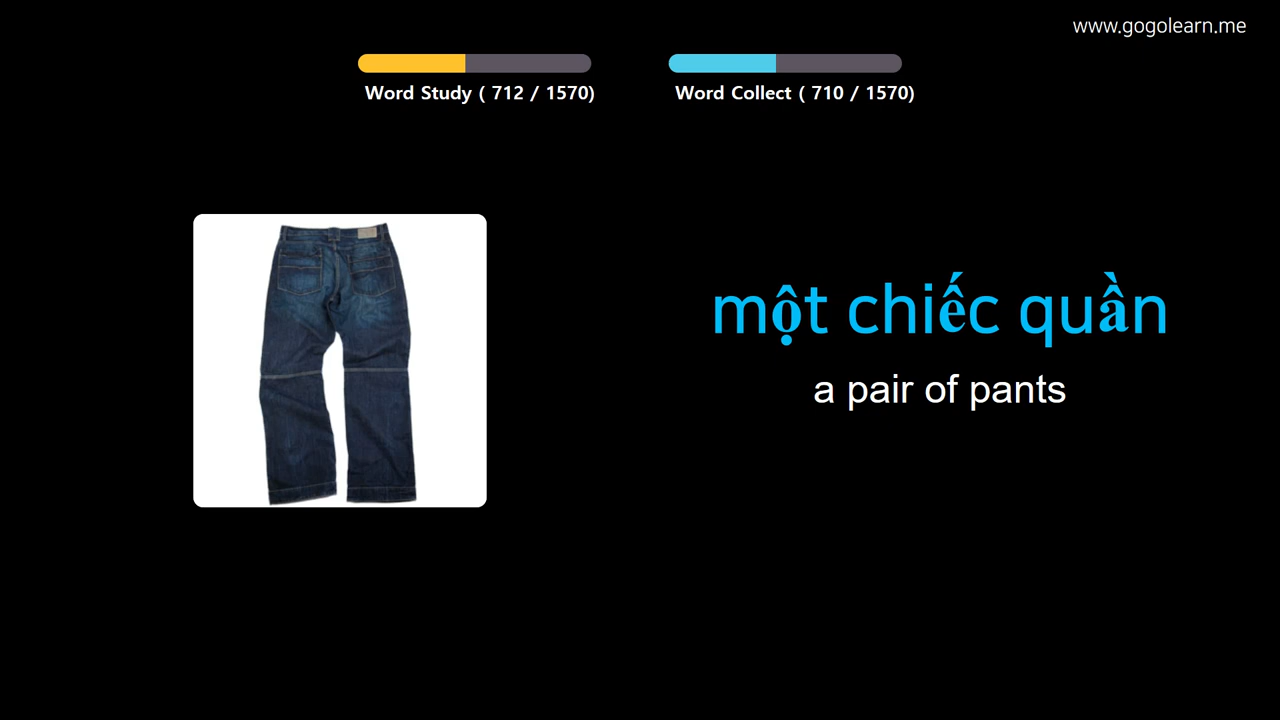 www.gogolearn.me
Word Study ( 712 / 1570)
Word Collect ( 710 / 1570)
một chiếc quần
a pair of pants